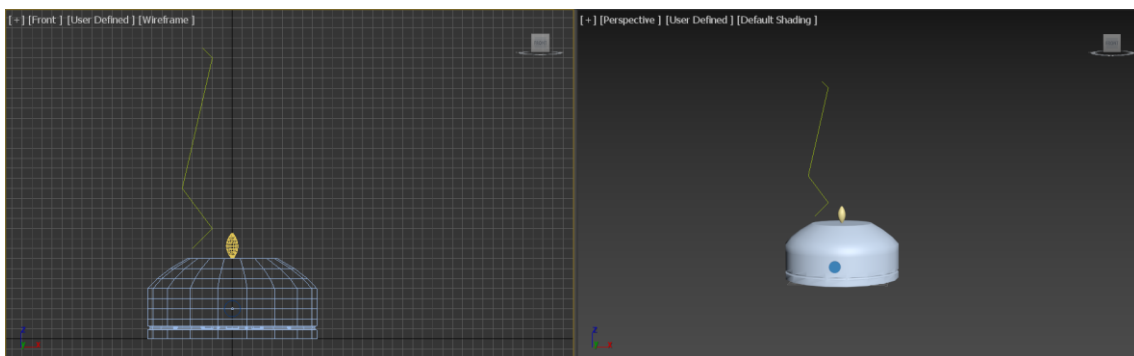 [+] [Front ] [User Defined ] [Wireframe ]
[+] [Perspective ] [User Defined ] [Default Shading ]
z
x
z
x